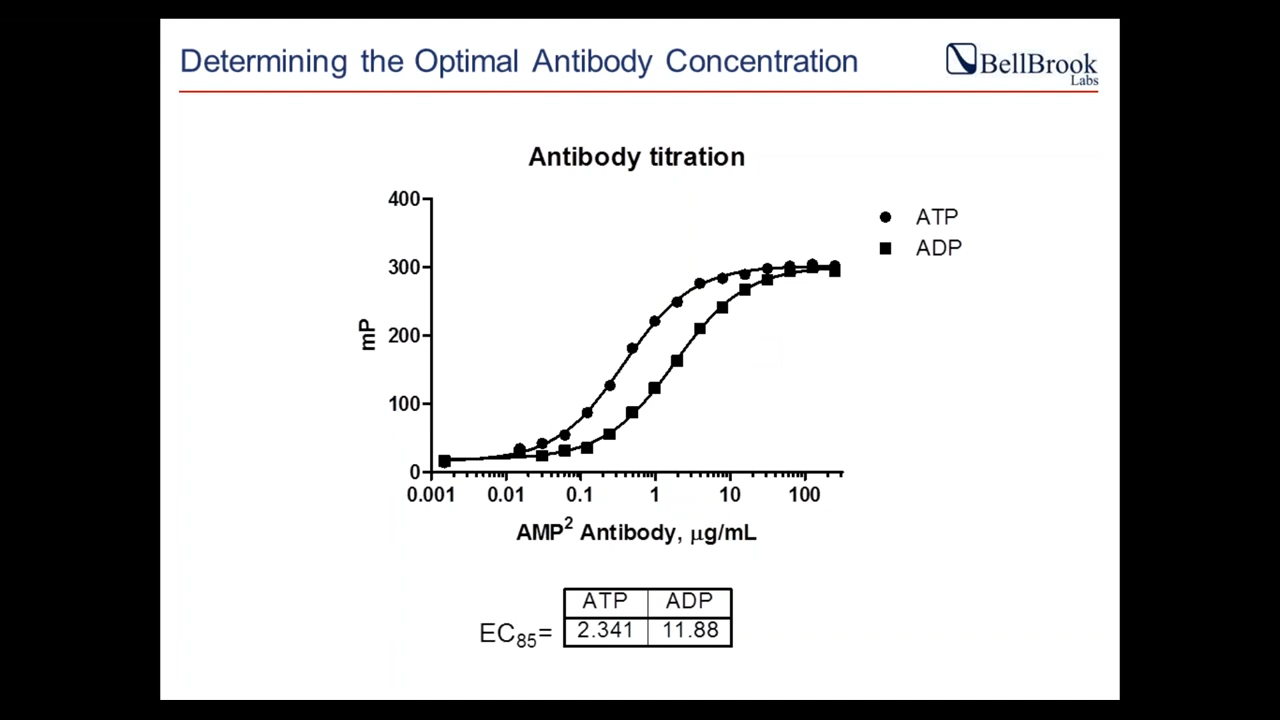 Determining the Optimal Antibody Concentration
BellBrook
Labs
Antibody titration
400
300
200
100
0
mP
0.001 0.01 0.1 1 10 100
AMP² Antibody, μg/mL
ATP
ADP
ATP ADP
EC₈₅= 2.341 11.88